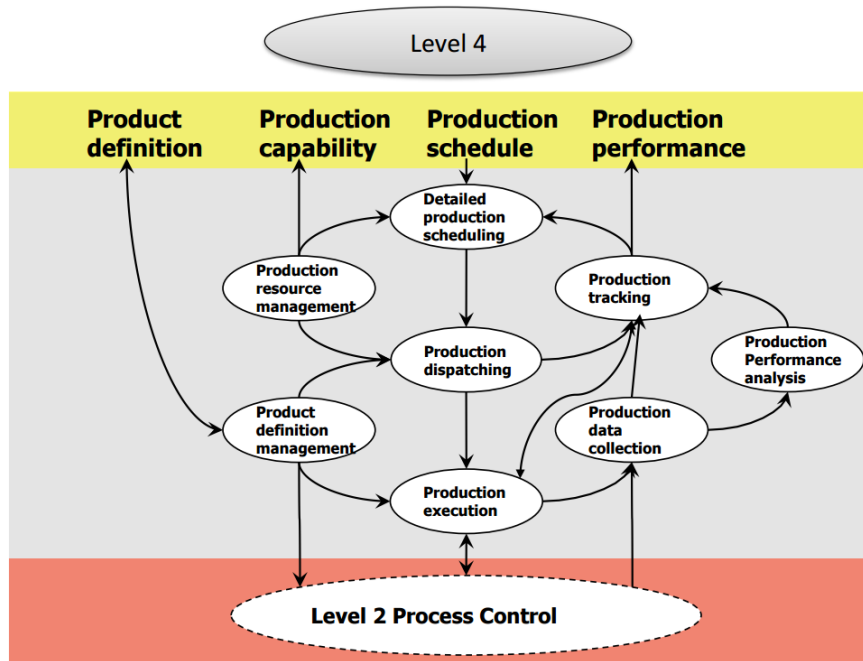 Level 4
Product
definition
Production
capability
Production
schedule
Production
performance
Detailed
production
scheduling
Production
resource
management
Production
tracking
Production
dispatching
Production
Performance
analysis
Product
definition
management
Production
data
collection
Production
execution
Level 2 Process Control